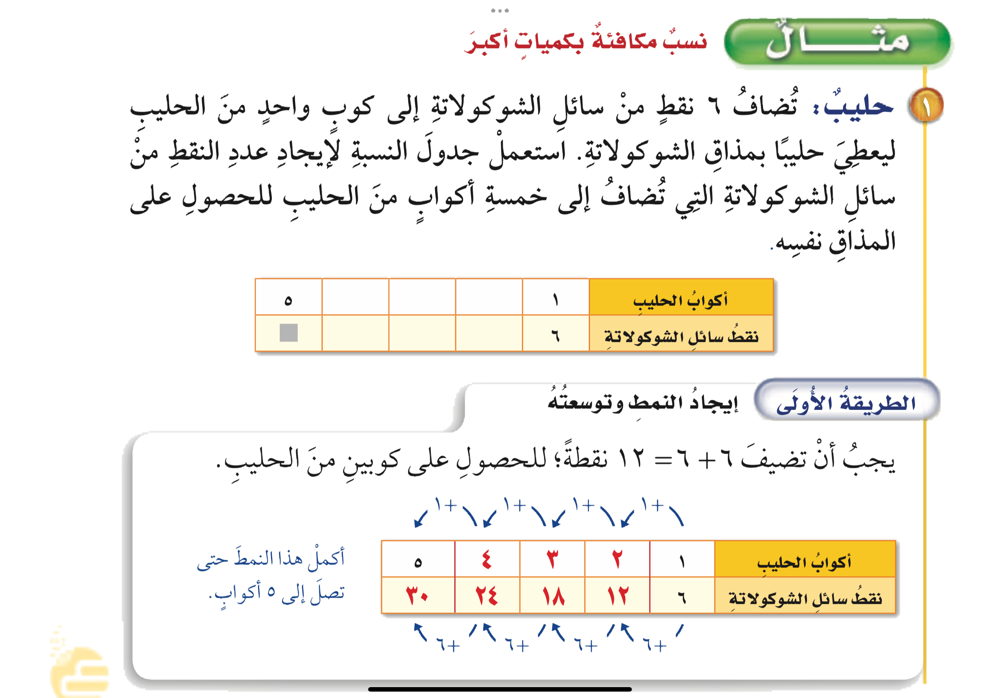 مثالٌ نسبٌ مكافئةٌ بكمياتٍ أكبرَ
١ حليبٌ: تُضافُ ٦ نقطٍ منْ سائلِ الشوكولاتةِ إلى كوبٍ واحدٍ منَ الحليبِ
ليعطِيَ حليبًا بمذاقِ الشوكولاتةِ. استعملْ جدولَ النسبةِ لإيجادِ عددِ النقطِ منْ
سائلِ الشوكولاتةِ التِي تُضافُ إلى خمسةِ أكوابٍ منَ الحليبِ للحصولِ على
المذاقِ نفسِه.
أكوابُ الحليبِ ١ ٥
نقطُ سائلِ الشوكولاتةِ ٦
الطريقةُ الأُولَى إيجادُ النمطِ وتوسعتُهُ
يجبُ أنْ تضيفَ ٦ + ٦ = ١٢ نقطةً؛ للحصولِ على كوبينِ منَ الحليبِ.
+١ +١ +١ +١
أكوابُ الحليبِ ١ ٢ ٣ ٤ ٥
نقطُ سائلِ الشوكولاتةِ ٦ ١٢ ١٨ ٢٤ ٣٠
+٦ +٦ +٦ +٦
أكملْ هذا النمطَ حتى
تصلَ إلى ٥ أكوابٍ.